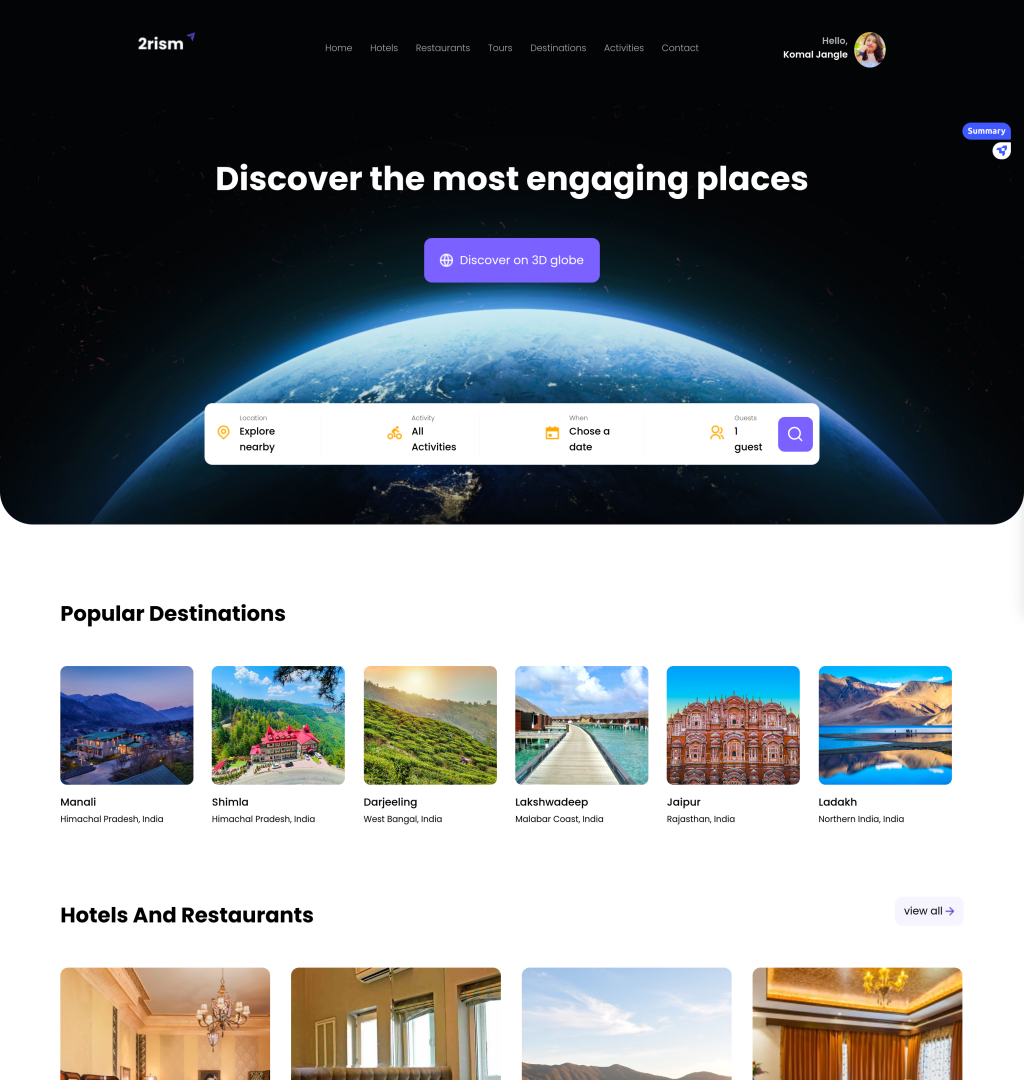 2rism
Home Hotels Restaurants Tours Destinations Activities Contact
Hello,
Komal Jangle
Summary
Discover the most engaging places
Discover on 3D globe
Location
Explore
nearby
Activity
All
Activities
When
Chose a
date
Guests
1
guest
Popular Destinations
Manali
Himachal Pradesh, India
Shimla
Himachal Pradesh, India
Darjeeling
West Bangal, India
Lakshwadeep
Malabar Coast, India
Jaipur
Rajasthan, India
Ladakh
Northern India, India
Hotels And Restaurants
view all